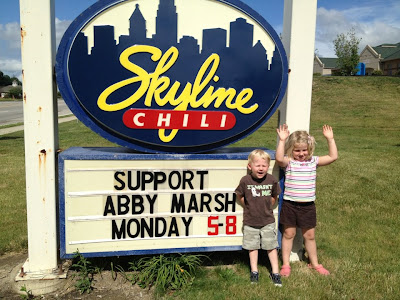 Skyline
CHILI
SUPPORT
ABBY MARSH
MONDAY 5-8